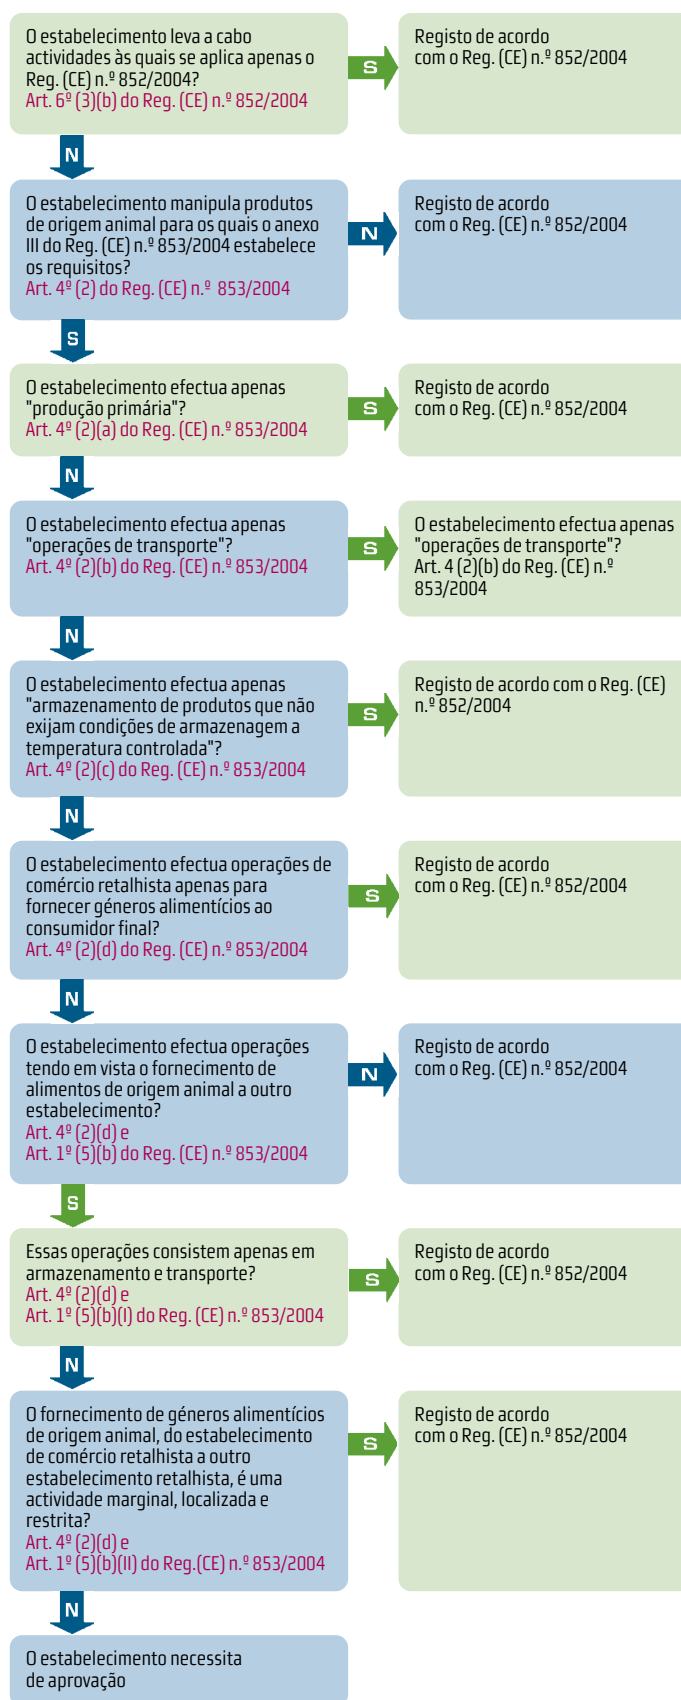 O estabelecimento leva a cabo
actividades às quais se aplica apenas o
Reg. (CE) n.º 852/2004?
Art. 6º (3)(b) do Reg. (CE) n.º 852/2004
S
Registo de acordo
com o Reg. (CE) n.º 852/2004
N
O estabelecimento manipula produtos
de origem animal para os quais o anexo
III do Reg. (CE) n.º 853/2004 estabelece
os requisitos?
Art. 4º (2) do Reg. (CE) n.º 853/2004
N
Registo de acordo
com o Reg. (CE) n.º 852/2004
S
O estabelecimento efectua apenas
"produção primária"?
Art. 4º (2)(a) do Reg. (CE) n.º 853/2004
S
Registo de acordo
com o Reg. (CE) n.º 852/2004
N
O estabelecimento efectua apenas
"operações de transporte"?
Art. 4º (2)(b) do Reg. (CE) n.º 853/2004
S
O estabelecimento efectua apenas
"operações de transporte"?
Art. 4 (2)(b) do Reg. (CE) n.º
853/2004
N
O estabelecimento efectua apenas
"armazenamento de produtos que não
exijam condições de armazenagem a
temperatura controlada"?
Art. 4º (2)(c) do Reg. (CE) n.º 853/2004
S
Registo de acordo com o Reg. (CE)
n.º 852/2004
N
O estabelecimento efectua operações de
comércio retalhista apenas para
fornecer géneros alimentícios ao
consumidor final?
Art. 4º (2)(d) do Reg. (CE) n.º 853/2004
S
Registo de acordo
com o Reg. (CE) n.º 852/2004
N
O estabelecimento efectua operações
tendo em vista o fornecimento de
alimentos de origem animal a outro
estabelecimento?
Art. 4º (2)(d) e
Art. 1º (5)(b) do Reg. (CE) n.º 853/2004
N
Registo de acordo
com o Reg. (CE) n.º 852/2004
S
Essas operações consistem apenas em
armazenamento e transporte?
Art. 4º (2)(d) e
Art. 1º (5)(b)(I) do Reg. (CE) n.º 853/2004
S
Registo de acordo
com o Reg. (CE) n.º 852/2004
N
O fornecimento de géneros alimentícios
de origem animal, do estabelecimento
de comércio retalhista a outro
estabelecimento retalhista, é uma
actividade marginal, localizada e
restrita?
Art. 4º (2)(d) e
Art. 1º (5)(b)(II) do Reg.(CE) n.º 853/2004
S
Registo de acordo
com o Reg. (CE) n.º 852/2004
N
O estabelecimento necessita
de aprovação